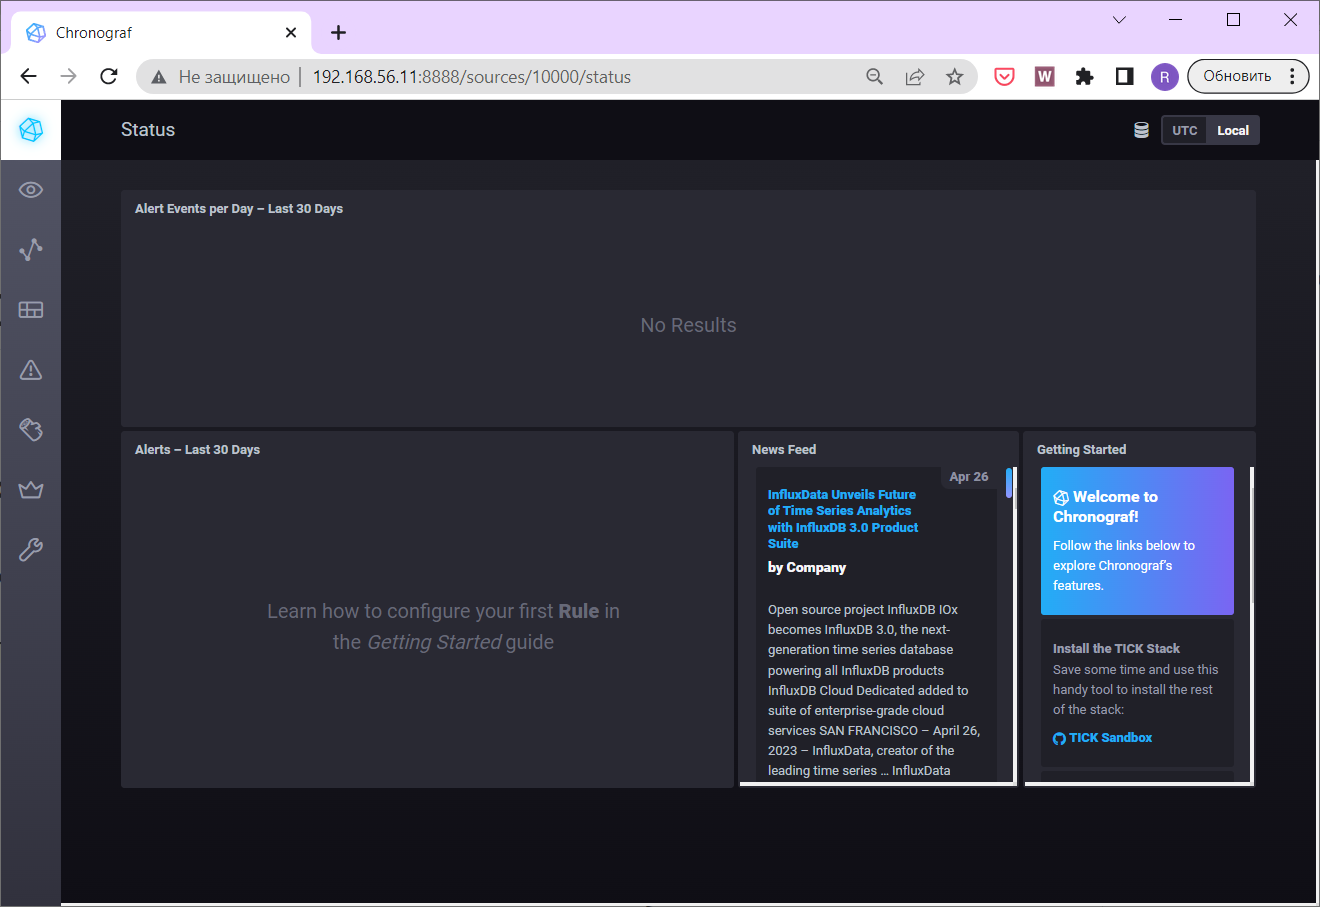 Chronograf
Не защищено
192.168.56.11:8888/sources/10000/status
W
R
Обновить
Status
UTC
Local
Alert Events per Day – Last 30 Days
No Results
Alerts – Last 30 Days
Learn how to configure your first Rule in
the Getting Started guide
News Feed
Apr 26
InfluxData Unveils Future
of Time Series Analytics
with InfluxDB 3.0 Product
Suite
by Company
Open source project InfluxDB IOx
becomes InfluxDB 3.0, the next-
generation time series database
powering all InfluxDB products
InfluxDB Cloud Dedicated added to
suite of enterprise-grade cloud
services SAN FRANCISCO – April 26,
2023 – InfluxData, creator of the
leading time series ... InfluxData
Getting Started
Welcome to
Chronograf!
Follow the links below to
explore Chronograf’s
features.
Install the TICK Stack
Save some time and use this
handy tool to install the rest
of the stack:
TICK Sandbox